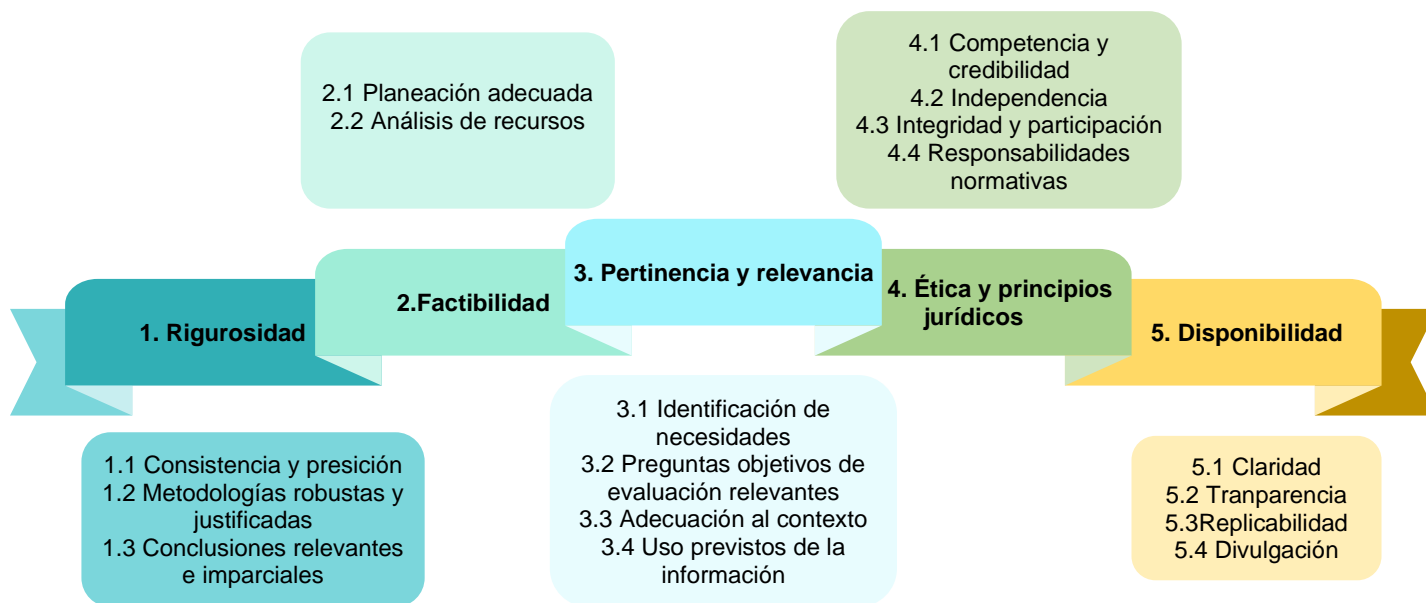 2.1 Planeación adecuada
2.2 Análisis de recursos
4.1 Competencia y
credibilidad
4.2 Independencia
4.3 Integridad y participación
4.4 Responsabilidades
normativas
1. Rigurosidad
2.Factibilidad
3. Pertinencia y relevancia
4. Ética y principios
jurídicos
5. Disponibilidad
1.1 Consistencia y presición
1.2 Metodologías robustas y
justificadas
1.3 Conclusiones relevantes
e imparciales
3.1 Identificación de
necesidades
3.2 Preguntas objetivos de
evaluación relevantes
3.3 Adecuación al contexto
3.4 Uso previstos de la
información
5.1 Claridad
5.2 Tranparencia
5.3Replicabilidad
5.4 Divulgación